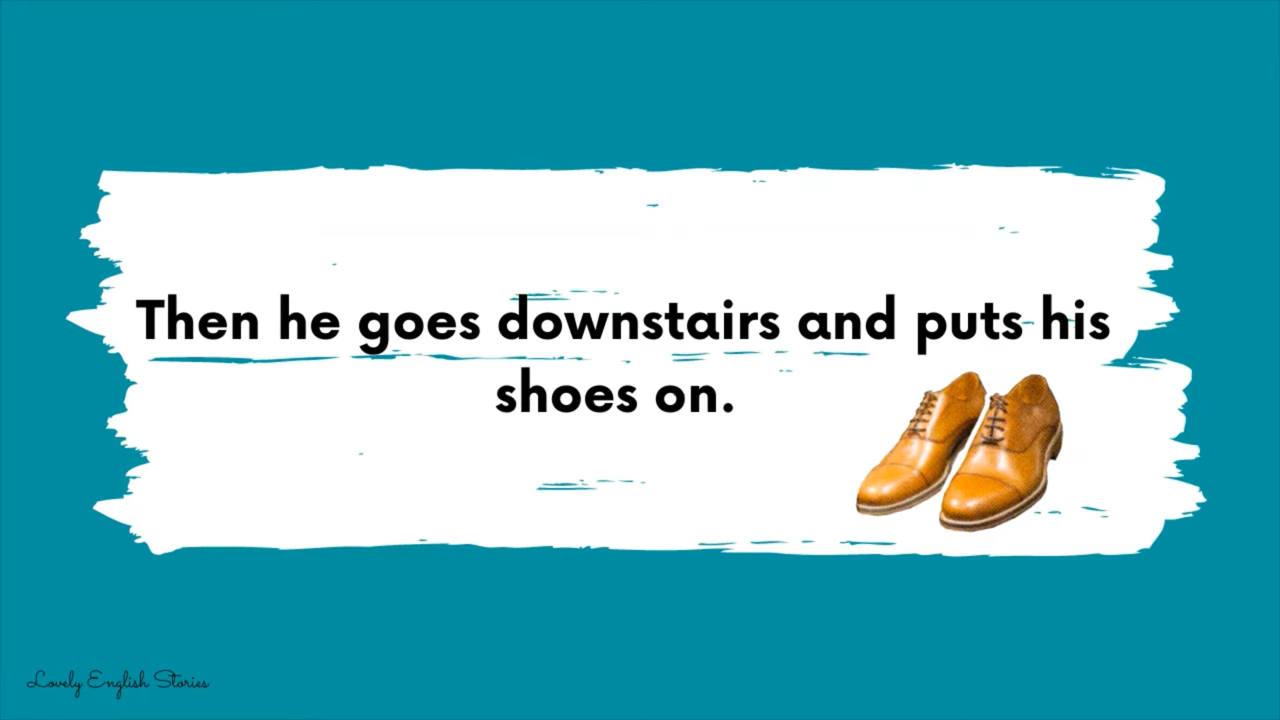 Then he goes downstairs and puts his
shoes on.
Lovely English Stories